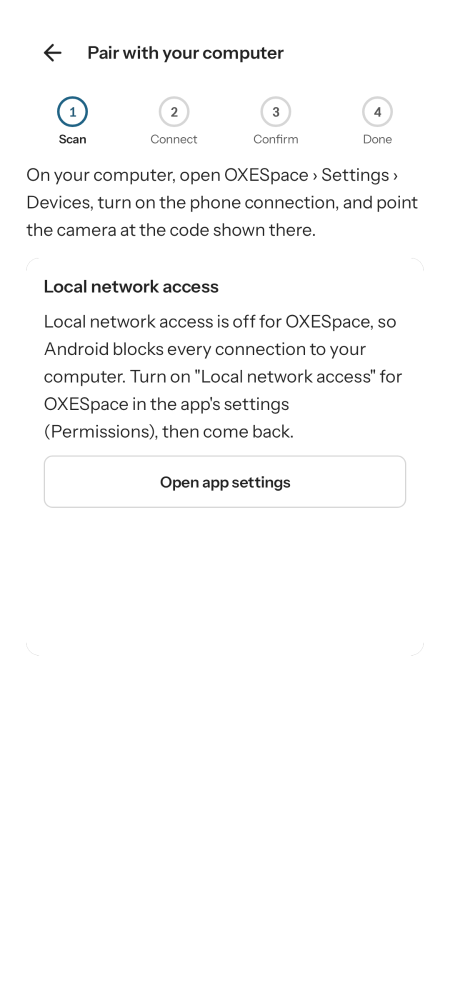 Pair with your computer
1
2
3
4
Scan
Connect
Confirm
Done
On your computer, open OXESpace › Settings ›
Devices, turn on the phone connection, and point
the camera at the code shown there.
Local network access
Local network access is off for OXESpace, so
Android blocks every connection to your
computer. Turn on "Local network access" for
OXESpace in the app's settings
(Permissions), then come back.
Open app settings